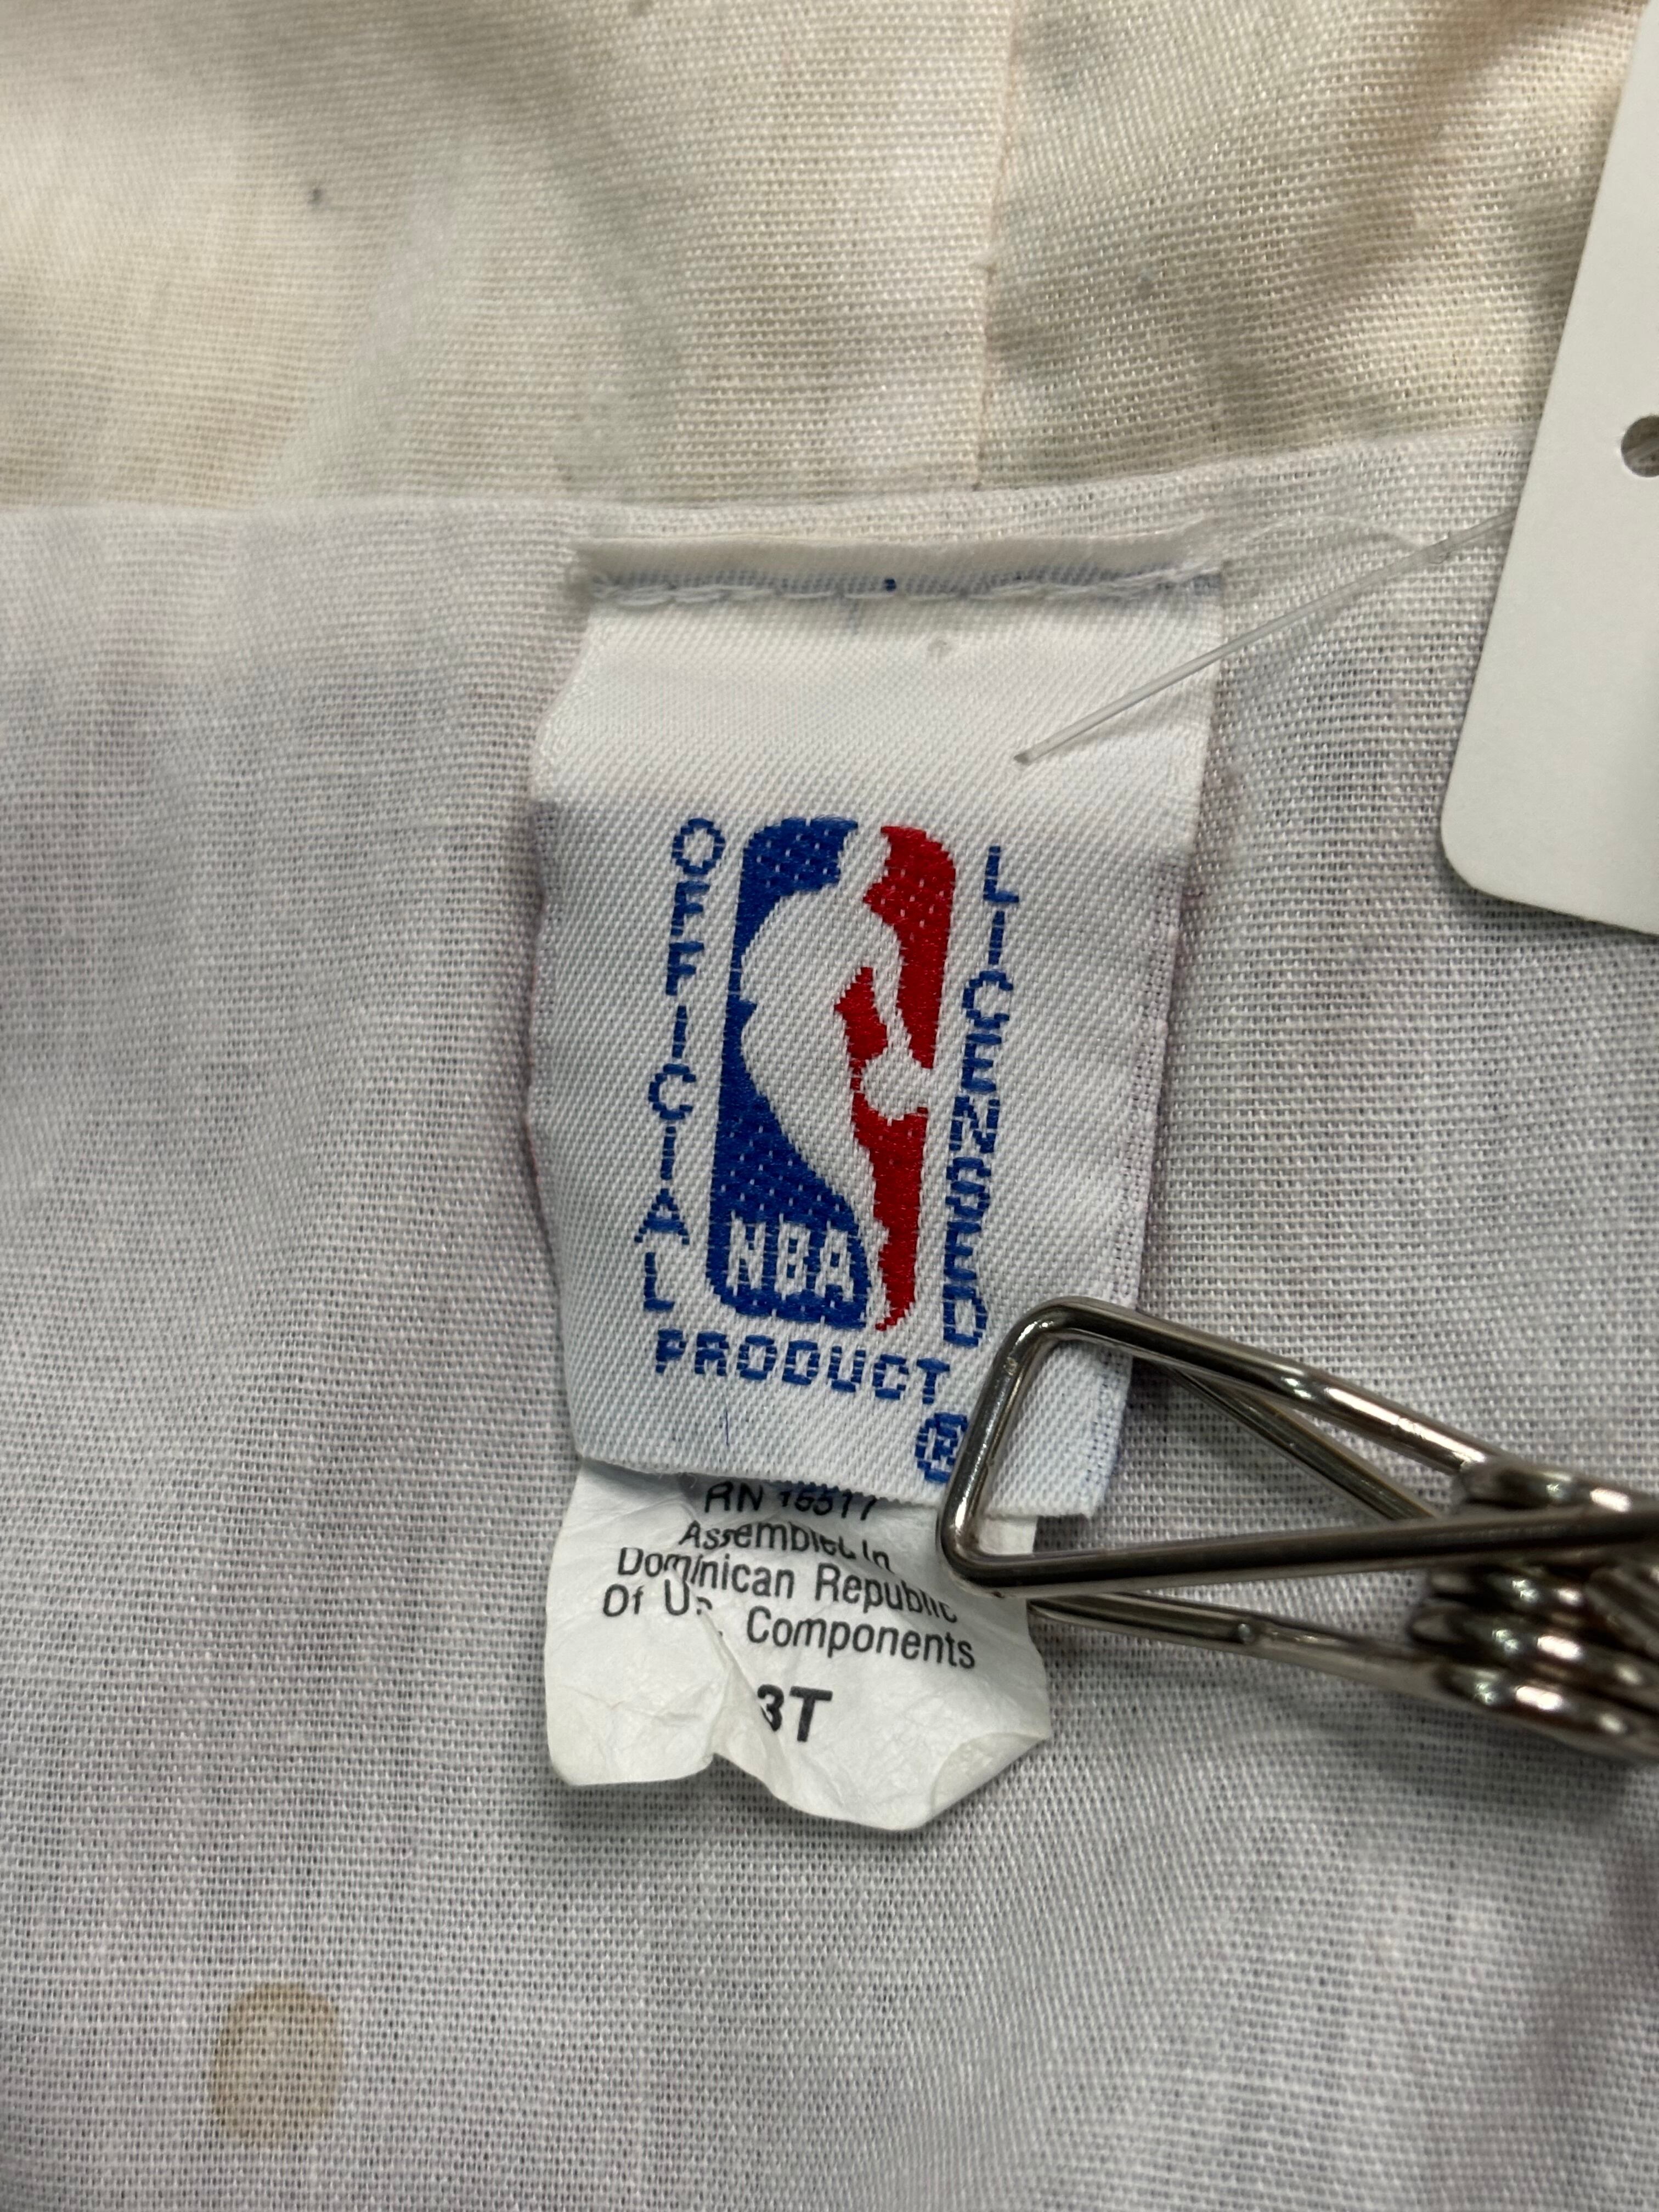 OFFICIAL
LICENSED
NBA
PRODUCT
®
RN 15517
Assembled in
Dominican Republic
Of Components
3T